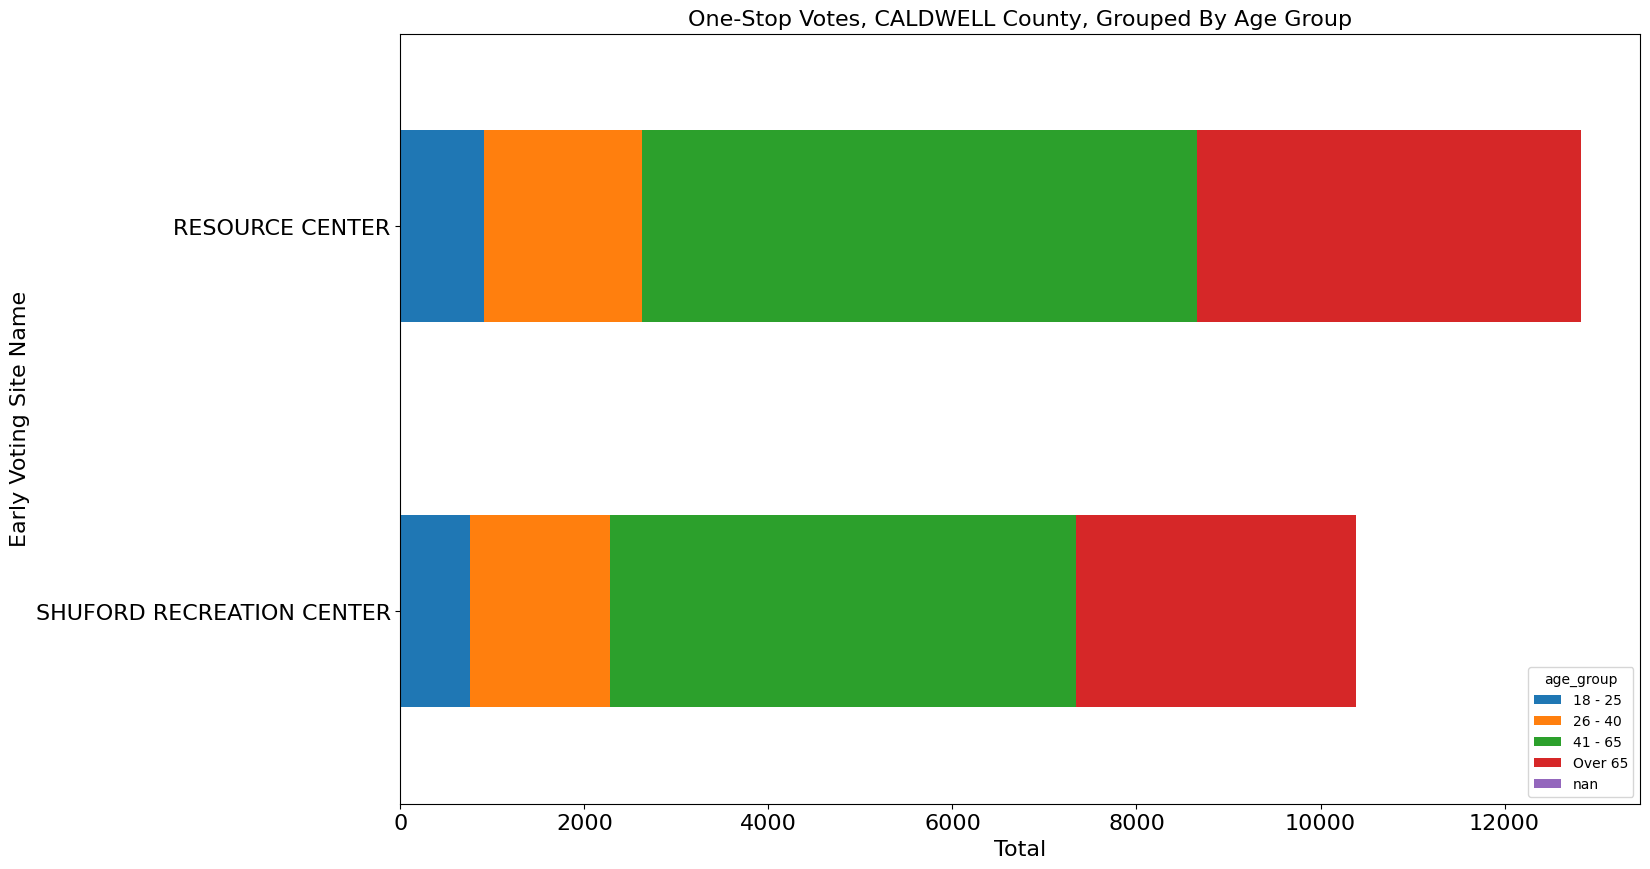 One-Stop Votes, CALDWELL County, Grouped By Age Group
Early Voting Site Name
RESOURCE CENTER
SHUFORD RECREATION CENTER
0
2000
4000
6000
8000
10000
12000
Total
age_group
18 - 25
26 - 40
41 - 65
Over 65
nan